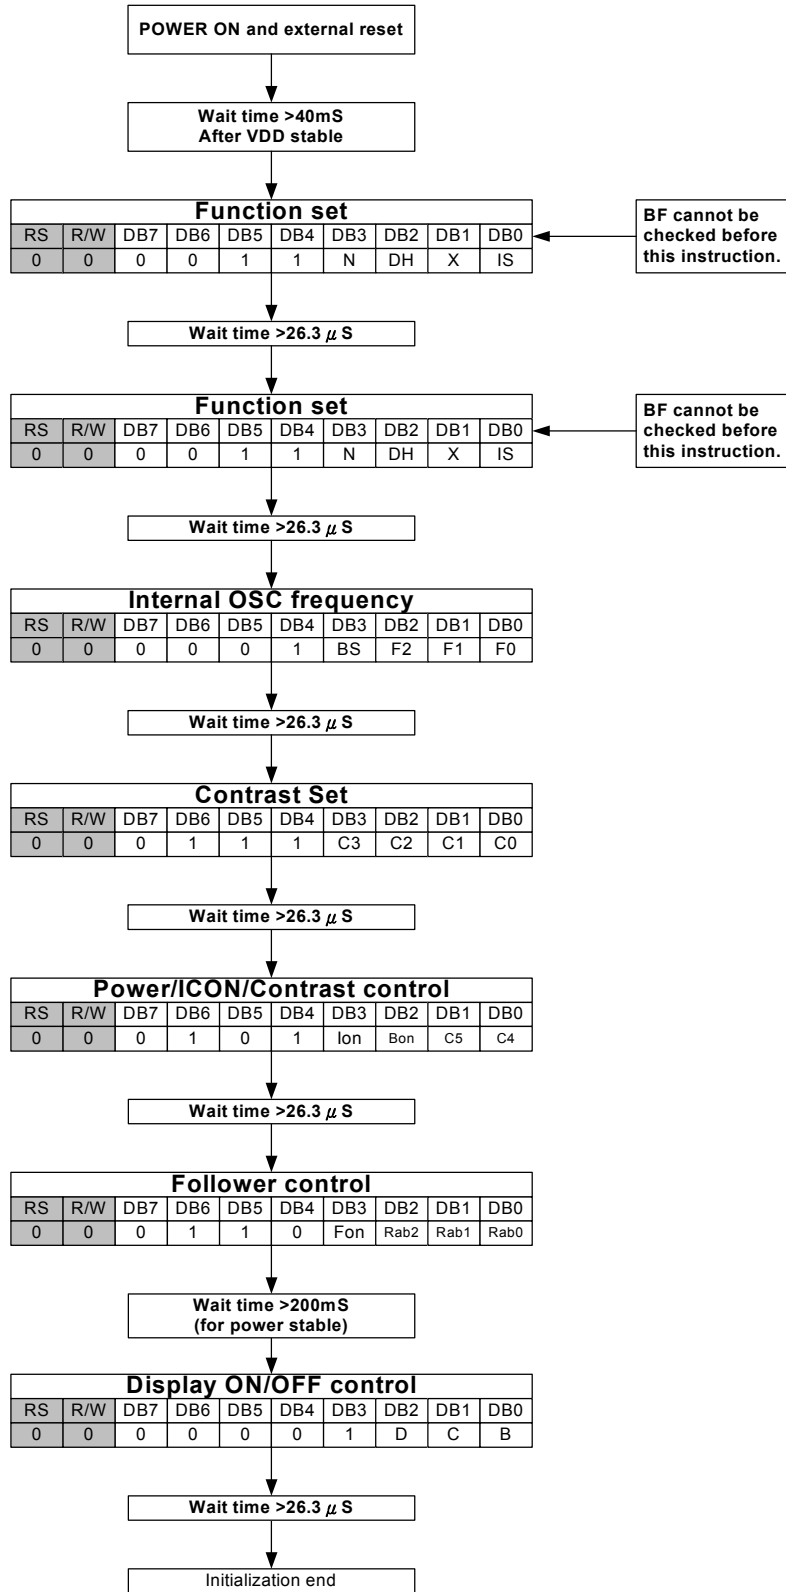 POWER ON and external reset
Wait time >40mS
After VDD stable
Function set
RS R/W DB7 DB6 DB5 DB4 DB3 DB2 DB1 DB0
0 0 0 0 1 1 N DH X IS
BF cannot be
checked before
this instruction.
Wait time >26.3 μS
Function set
RS R/W DB7 DB6 DB5 DB4 DB3 DB2 DB1 DB0
0 0 0 0 1 1 N DH X IS
BF cannot be
checked before
this instruction.
Wait time >26.3 μS
Internal OSC frequency
RS R/W DB7 DB6 DB5 DB4 DB3 DB2 DB1 DB0
0 0 0 0 0 1 BS F2 F1 F0
Wait time >26.3 μS
Contrast Set
RS R/W DB7 DB6 DB5 DB4 DB3 DB2 DB1 DB0
0 0 0 1 1 1 C3 C2 C1 C0
Wait time >26.3 μS
Power/ICON/Contrast control
RS R/W DB7 DB6 DB5 DB4 DB3 DB2 DB1 DB0
0 0 0 1 0 1 Ion Bon C5 C4
Wait time >26.3 μS
Follower control
RS R/W DB7 DB6 DB5 DB4 DB3 DB2 DB1 DB0
0 0 0 1 1 0 Fon Rab2 Rab1 Rab0
Wait time >200mS
(for power stable)
Display ON/OFF control
RS R/W DB7 DB6 DB5 DB4 DB3 DB2 DB1 DB0
0 0 0 0 0 0 1 D C B
Wait time >26.3 μS
Initialization end